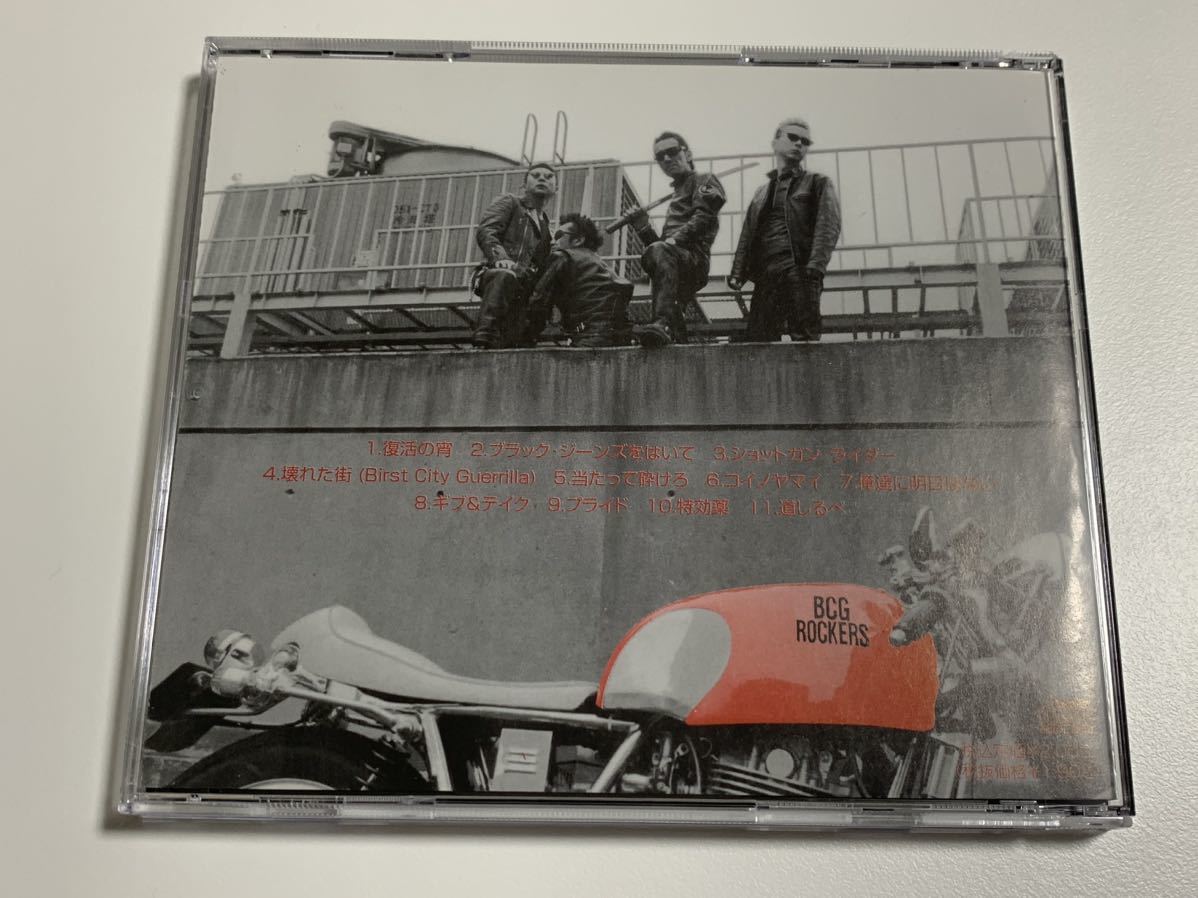 1.復活の宵 2.ブラック・ジーンズをはいて 3.ショットガン ライダー
4.壊れた街 (Birst City Guerrilla) 5.当たって砕けろ 6.コイノヤマイ 7.俺達に明日はない
8.ギブ&テイク 9.プライド 10.特効薬 11.道しるべ
BCG
ROCKERS